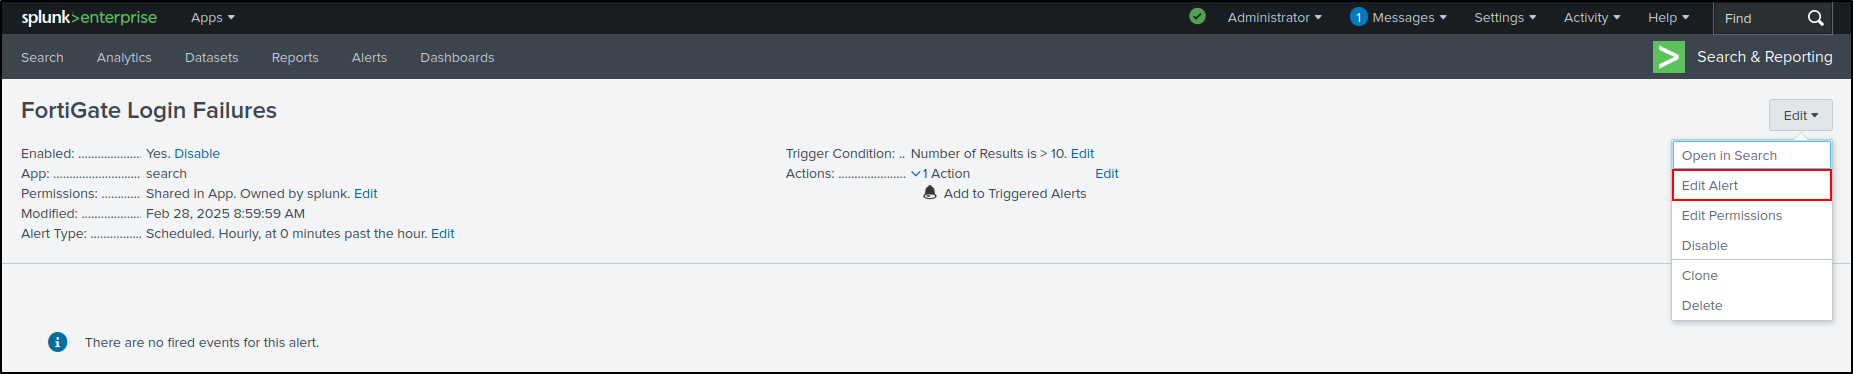 splunk>enterprise Apps Administrator 1 Messages Settings Activity Help Find
Search Analytics Datasets Reports Alerts Dashboards > Search & Reporting
FortiGate Login Failures
Edit
Enabled: .................... Yes. Disable
App: ............................ search
Permissions: ................ Shared in App. Owned by splunk. Edit
Modified: .................... Feb 28, 2025 8:59:59 AM
Alert Type: ................. Scheduled. Hourly, at 0 minutes past the hour. Edit
Trigger Condition: .. Number of Results is > 10. Edit
Actions: ...................... 1 Action Edit
Add to Triggered Alerts
Open in Search
Edit Alert
Edit Permissions
Disable
Clone
Delete
There are no fired events for this alert.